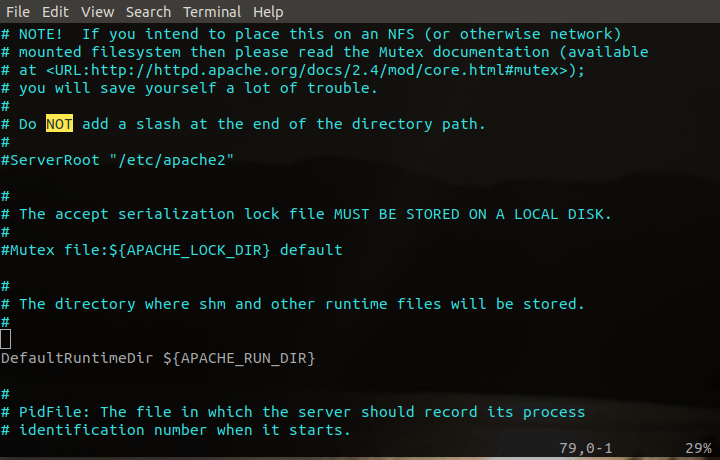 File Edit View Search Terminal Help
# NOTE!  If you intend to place this on an NFS (or otherwise network)
# mounted filesystem then please read the Mutex documentation (available
# at <URL:http://httpd.apache.org/docs/2.4/mod/core.html#mutex>);
# you will save yourself a lot of trouble.
#
# Do NOT add a slash at the end of the directory path.
#
#ServerRoot "/etc/apache2"
#
# The accept serialization lock file MUST BE STORED ON A LOCAL DISK.
#
#Mutex file:${APACHE_LOCK_DIR} default
#
# The directory where shm and other runtime files will be stored.
#
DefaultRuntimeDir ${APACHE_RUN_DIR}
#
# PidFile: The file in which the server should record its process
# identification number when it starts.
79,0-1 29%